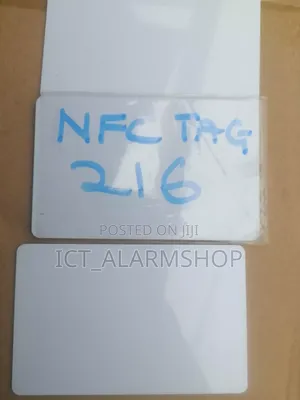 NFC TAG
216
POSTED ON JIJI
ICT_ALARMSHOP